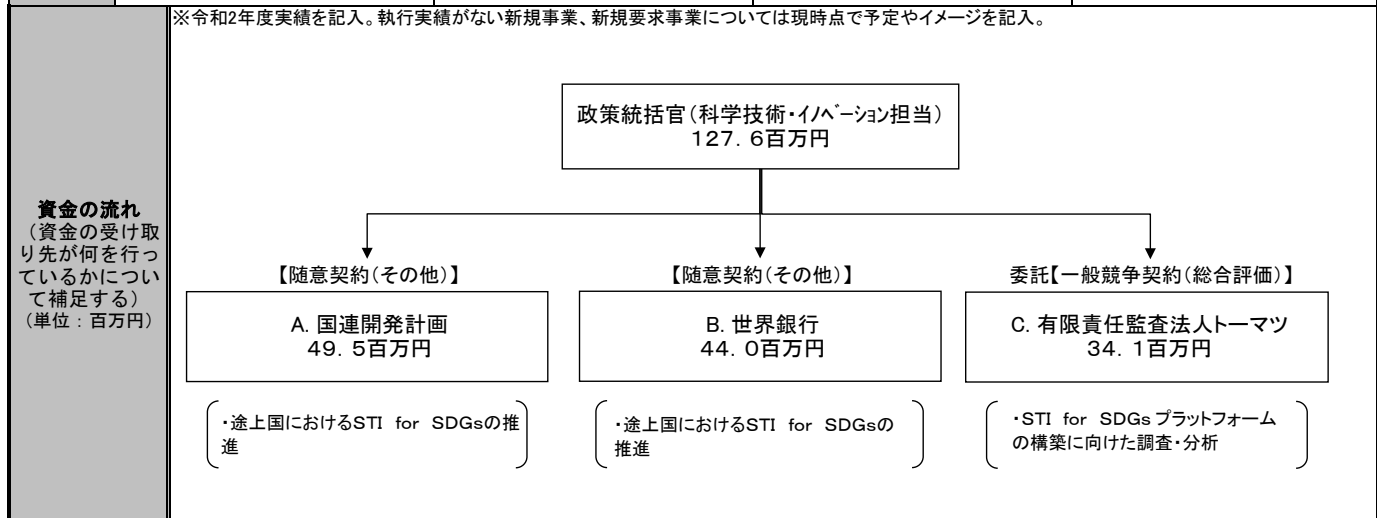 ※令和2年度実績を記入。執行実績がない新規事業、新規要求事業については現時点で予定やイメージを記入。
政策統括官（科学技術・イノベーション担当）
１２７．６百万円
資金の流れ
（資金の受け取
り先が何を行っ
ているかについ
て補足する）
（単位：百万円）
【随意契約（その他）】
A. 国連開発計画
４９．５百万円
・途上国におけるSTI for SDGsの推
進
【随意契約（その他）】
B. 世界銀行
４４．０百万円
・途上国におけるSTI for SDGsの
推進
委託【一般競争契約（総合評価）】
C. 有限責任監査法人トーマツ
３４．１百万円
・STI for SDGs プラットフォーム
の構築に向けた調査・分析